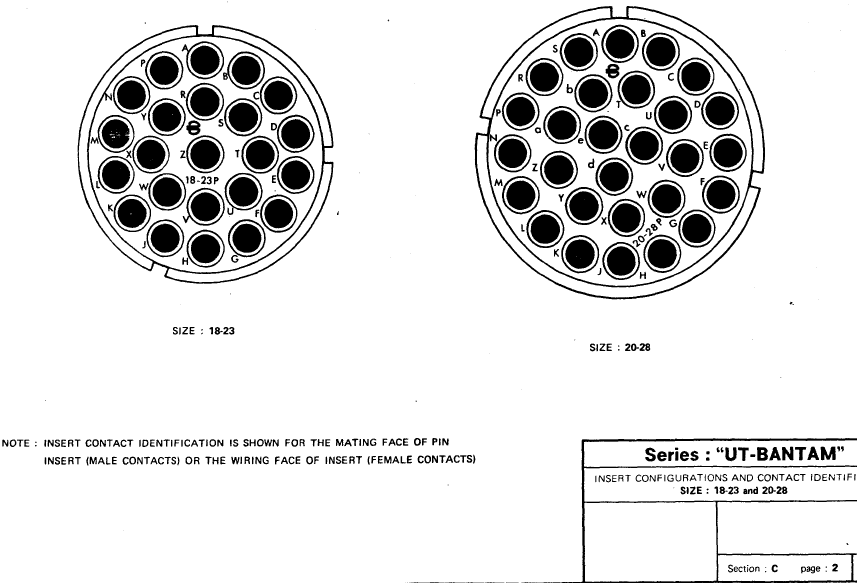 A
P
B
N
R
C
Y
S
D
M
X
Z
T
L
18-23P
E
W
K
V
U
F
J
H
G
SIZE : 18-23
A
B
S
R
C
b
T
P
U
D
a
e
c
N
V
E
Z
d
M
F
Y
W
L
X
G
20-28P
K
J
H
SIZE : 20-28
NOTE : INSERT CONTACT IDENTIFICATION IS SHOWN FOR THE MATING FACE OF PIN
INSERT (MALE CONTACTS) OR THE WIRING FACE OF INSERT (FEMALE CONTACTS)
Series : "UT-BANTAM"
INSERT CONFIGURATIONS AND CONTACT IDENTIFI
SIZE : 18-23 and 20-28
Section : C page : 2